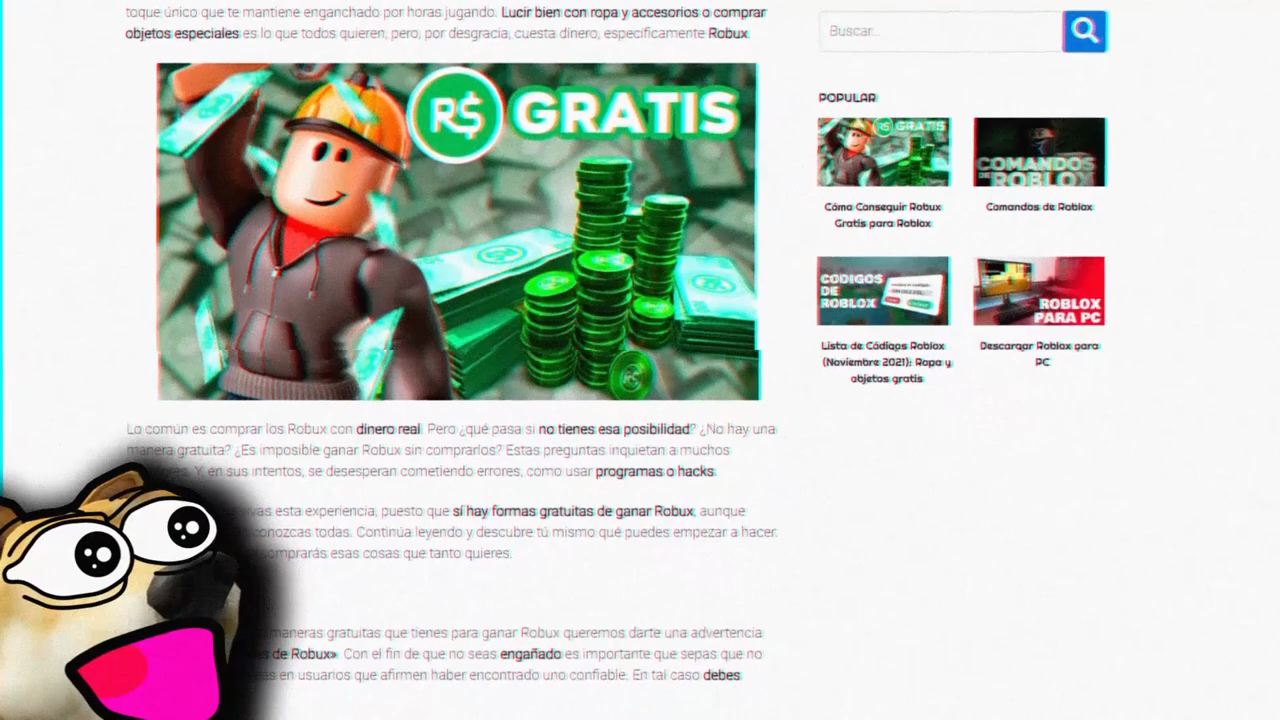 toque único que te mantiene enganchado por horas jugando. Lucir bien con ropa y accesorios o comprar
objetos especiales es lo que todos quieren; pero, por desgracia, cuesta dinero, específicamente Robux.
R$ GRATIS
La común es comprar los Robux con dinero real. Pero ¿qué pasa si no tienes esa posibilidad? ¿No hay una
manera gratuita? ¿Es imposible ganar Robux sin comprarlos? Estas preguntas inquietan a muchos
Y, en sus intentos, se desesperan cometiendo errores, como usar programas o hacks.
esta experiencia, puesto que sí hay formas gratuitas de ganar Robux, aunque
conozcas todas. Continúa leyendo y descubre tú mismo qué puedes empezar a hacer.
comprarás esas cosas que tanto quieres.
maneras gratuitas que tienes para ganar Robux queremos darte una advertencia
de Robux». Con el fin de que no seas engañado es importante que sepas que no
en usuarios que afirmen haber encontrado uno confiable. En tal caso debes
Buscar...
POPULAR
R$ GRATIS
Cómo Conseguir Robux
Gratis para Roblox
COMANDOS
DE ROBLOX
Comandos de Roblox
CODIGOS
DE
ROBLOX
Lista de Códigos Roblox
(Noviembre 2021): Ropa y
objetos gratis
ROBLOX
PARA PC
Descargar Roblox para
PC